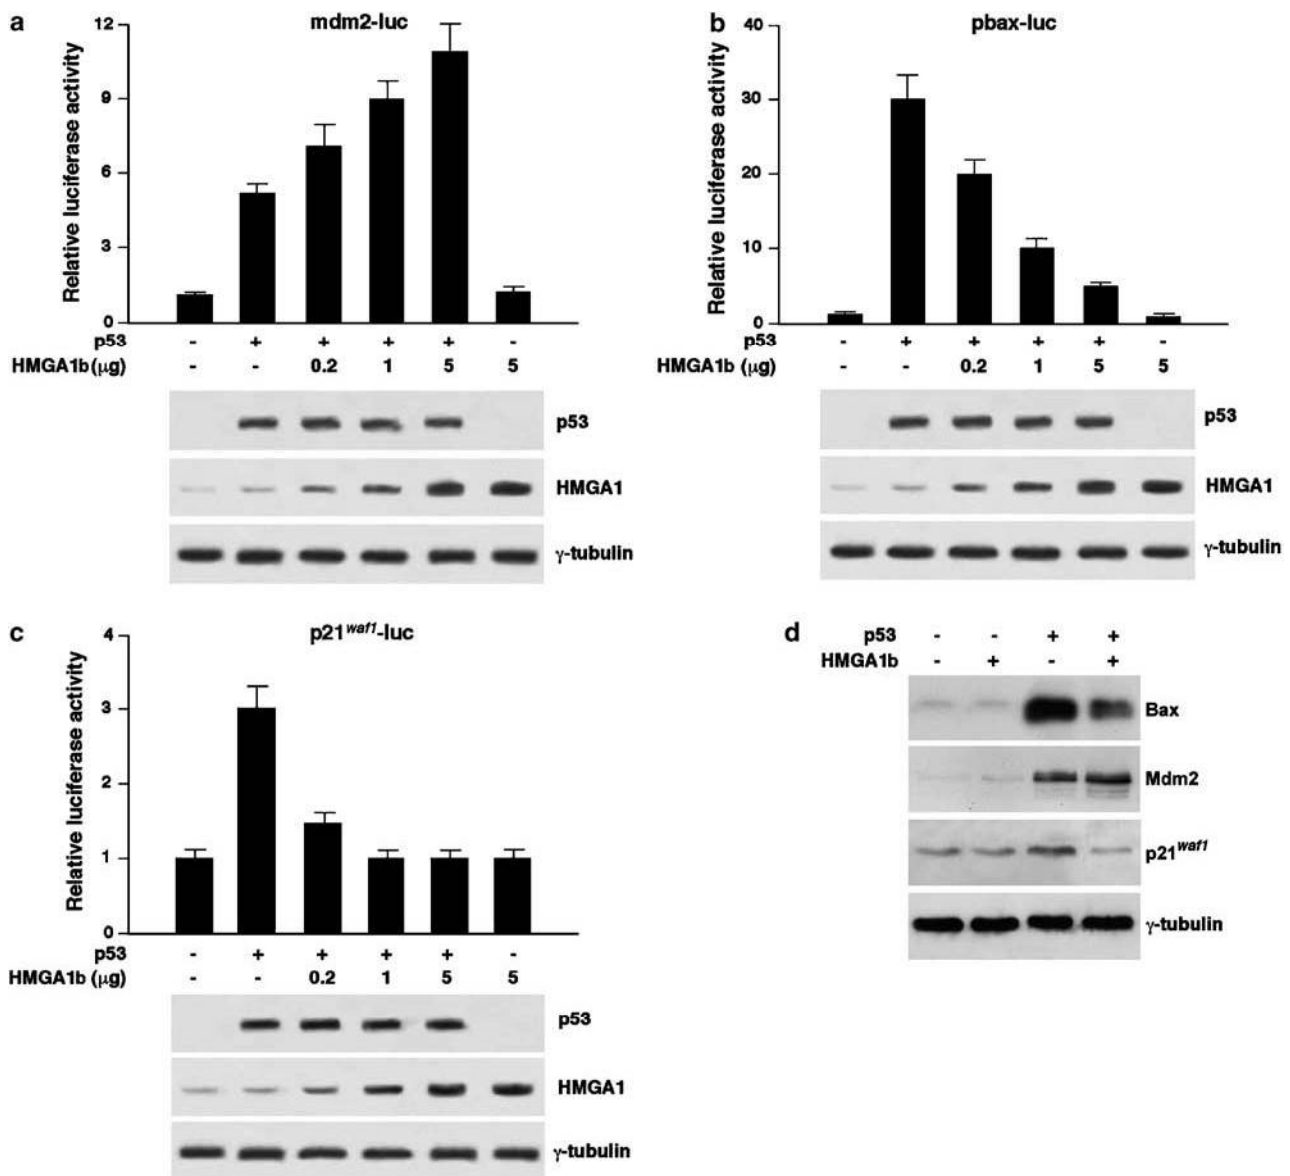 a
mdm2-luc
Relative luciferase activity
12
9
6
3
0
p53 - + + + + -
HMGA1b(μg) - - 0.2 1 5 5
p53
HMGA1
γ-tubulin
b
pbax-luc
Relative luciferase activity
40
30
20
10
0
p53 - + + + + -
HMGA1b (μg) - - 0.2 1 5 5
p53
HMGA1
γ-tubulin
c
p21waf1-luc
Relative luciferase activity
4
3
2
1
0
p53 - + + + + -
HMGA1b (μg) - - 0.2 1 5 5
p53
HMGA1
γ-tubulin
d
p53 - - + +
HMGA1b - + - +
Bax
Mdm2
p21waf1
γ-tubulin